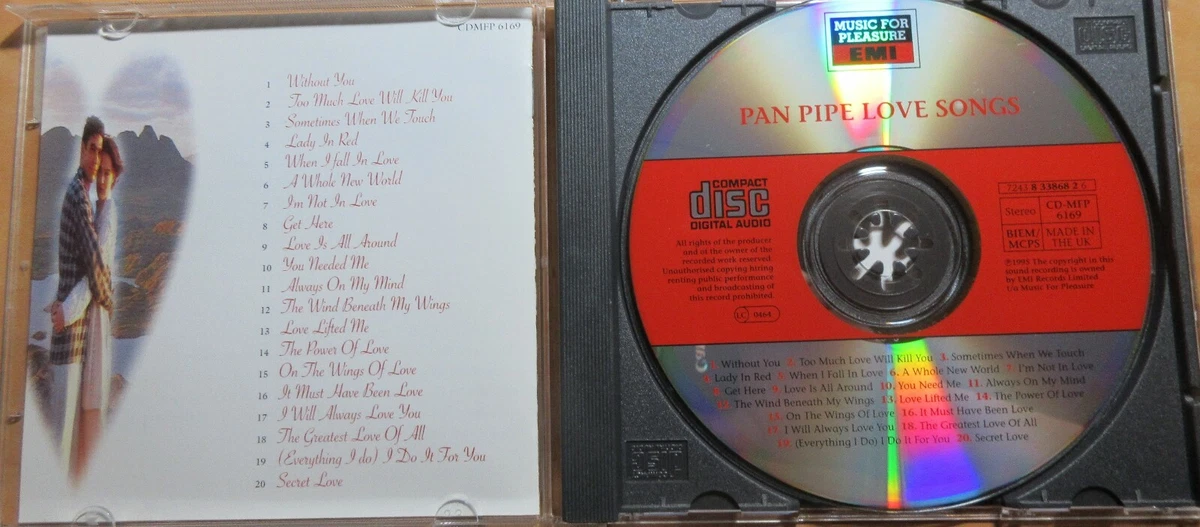 CDMFP 6169
1 Without You
2 Too Much Love Will Kill You
3 Sometimes When We Touch
4 Lady In Red
5 When I fall In Love
6 A Whole New World
7 I'm Not In Love
8 Get Here
9 Love Is All Around
10 You Needed Me
11 Always On My Mind
12 The Wind Beneath My Wings
13 Love Lifted Me
14 The Power Of Love
15 On The Wings Of Love
16 It Must Have Been Love
17 I Will Always Love You
18 The Greatest Love Of All
19 (Everything I do) I Do It For You
20 Secret Love
MUSIC FOR
PLEASURE
EMI
PAN PIPE LOVE SONGS
COMPACT
disc
DIGITAL AUDIO
All rights of the producer
and of the owner of the
recorded work reserved.
Unauthorised copying hiring
renting public performance
and broadcasting of
this record prohibited.
LC 0464
7243 8 33868 2 6
Stereo
CD-MFP
6169
BIEM/
MCPS
MADE IN
THE UK
℗1995 The copyright in this
sound recording is owned
by EMI Records Limited
Music For Pleasure
1. Without You 2. Too Much Love Will Kill You 3. Sometimes When We Touch
4. Lady In Red 5. When I Fall In Love 6. A Whole New World 7. I'm Not In Love
8. Get Here 9. Love Is All Around 10. You Need Me 11. Always On My Mind
12. The Wind Beneath My Wings 13. Love Lifted Me 14. The Power Of Love
15. On The Wings Of Love 16. It Must Have Been Love
17. I Will Always Love You 18. The Greatest Love Of All
19. (Everything I Do) I Do It For You 20. Secret Love